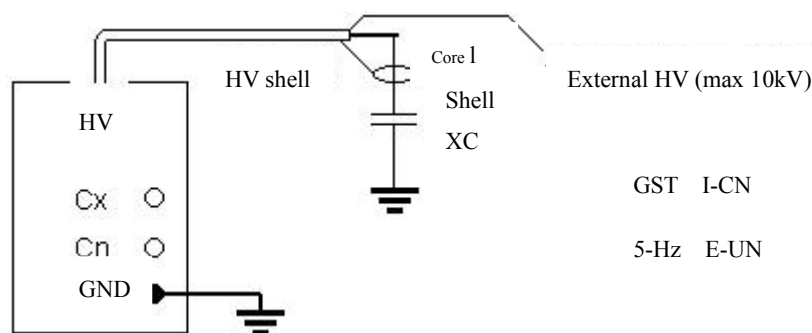 Core l
HV shell
External HV (max 10kV)
Shell
HV
XC
GST I-CN
Cx
Cn
5-Hz E-UN
GND